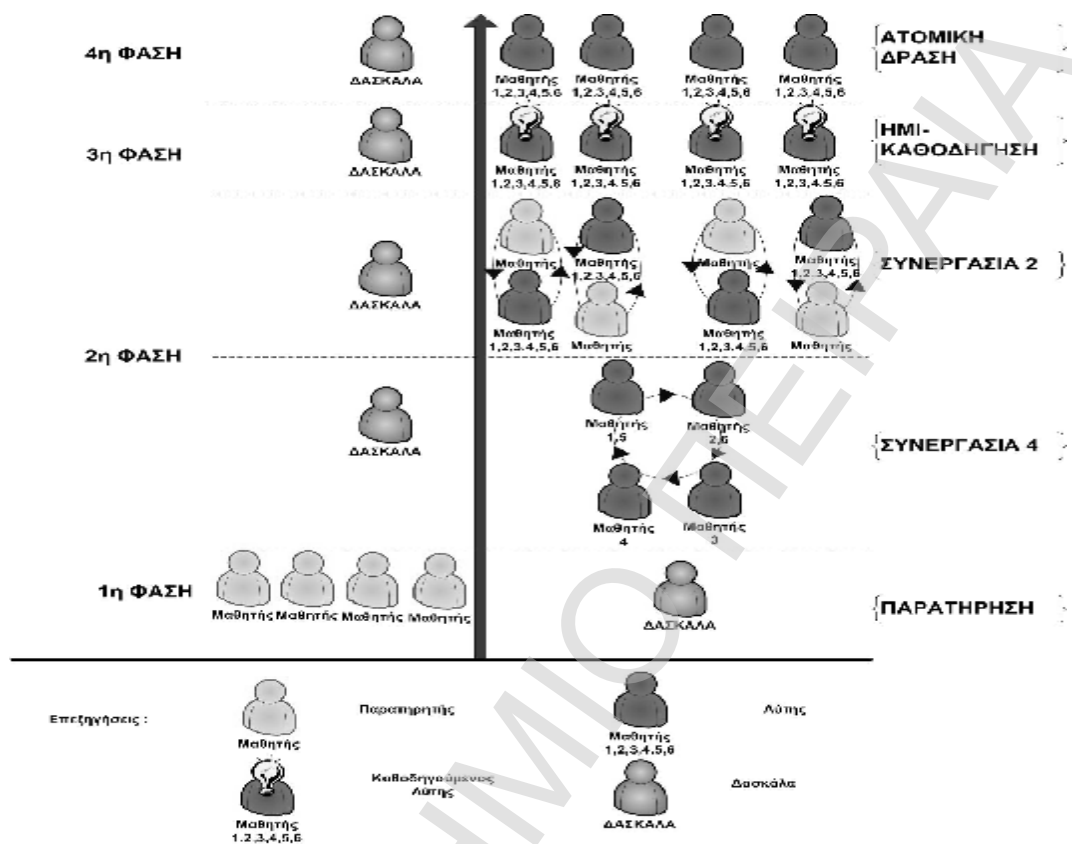 4η ΦΑΣΗ
ΔΑΣΚΑΛΑ
Μαθητής Μαθητής Μαθητής Μαθητής
1,2,3,4,5,6 1,2,3,4,5,6 1,2,3,4,5,6 1,2,3,4,5,6
ΑΤΟΜΙΚΗ
ΔΡΑΣΗ
3η ΦΑΣΗ
ΔΑΣΚΑΛΑ
Μαθητής Μαθητής Μαθητής Μαθητής
1,2,3,4,5,6 1,2,3,4,5,6 1,2,3,4,5,6 1,2,3,4,5,6
ΗΜΙ-
ΚΑΘΟΔΗΓΗΣΗ
ΔΑΣΚΑΛΑ
Μαθητής Μαθητής Μαθητής Μαθητής
1,2,3,4,5,6 1,2,3,4,5,6
Μαθητής Μαθητής Μαθητής Μαθητής
1,2,3,4,5,6 1,2,3,4,5,6
ΣΥΝΕΡΓΑΣΙΑ 2
2η ΦΑΣΗ
ΔΑΣΚΑΛΑ
Μαθητής Μαθητής
1,5 2,6
Μαθητής Μαθητής
4 3
ΣΥΝΕΡΓΑΣΙΑ 4
1η ΦΑΣΗ
Μαθητής Μαθητής Μαθητής Μαθητής
ΔΑΣΚΑΛΑ
ΠΑΡΑΤΗΡΗΣΗ
Επεξηγήσεις :
Μαθητής
Παρατηρητής
Μαθητής
1,2,3,4,5,6
Λύτης
Μαθητής
1,2,3,4,5,6
Καθοδηγούμενος
Λύτης
ΔΑΣΚΑΛΑ
Δασκάλα
ΗΜΙΟ ΠΕΙΡΑΙΑ